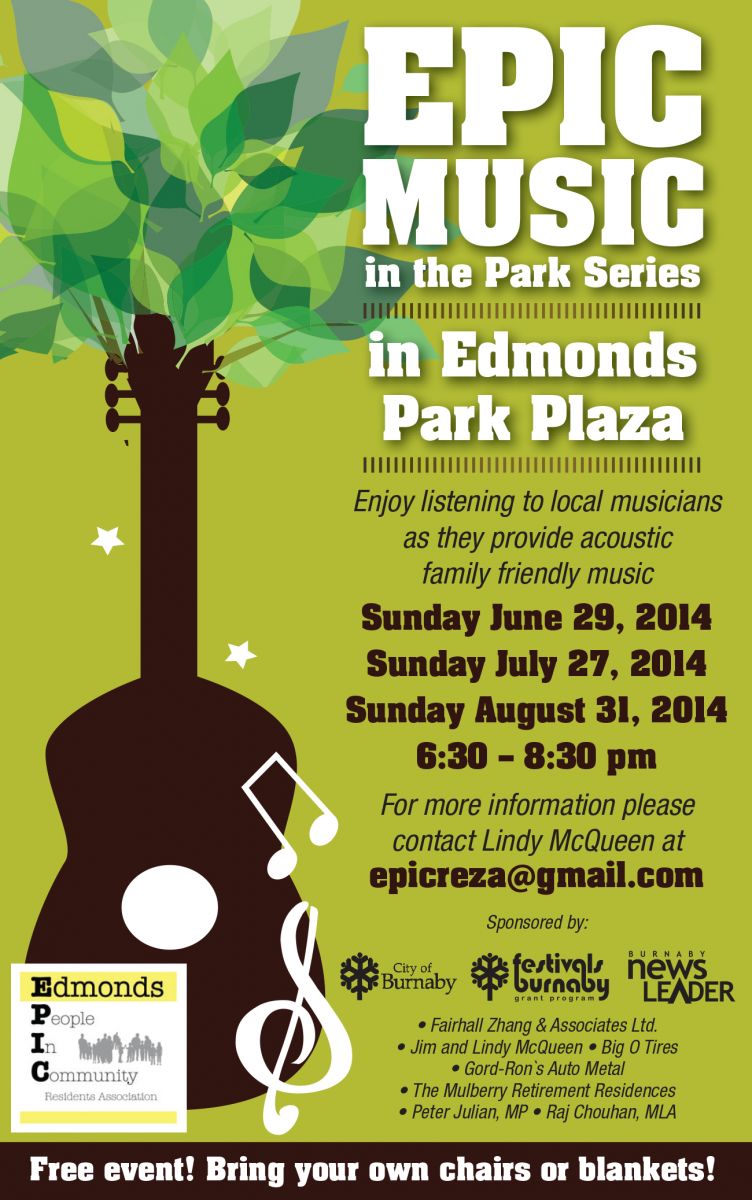 EPIC
MUSIC
in the Park Series
in Edmonds
Park Plaza
Enjoy listening to local musicians
as they provide acoustic
family friendly music
Sunday June 29, 2014
Sunday July 27, 2014
Sunday August 31, 2014
6:30 – 8:30 pm
For more information please
contact Lindy McQueen at
epicreza@gmail.com
Sponsored by:
City of
Burnaby
festivals
burnaby
grant program
BURNABY
news
LEADER
• Fairhall Zhang & Associates Ltd.
• Jim and Lindy McQueen • Big O Tires
• Gord-Ron`s Auto Metal
• The Mulberry Retirement Residences
• Peter Julian, MP • Raj Chouhan, MLA
Edmonds
People
In
Community
Residents Association
Free event! Bring your own chairs or blankets!